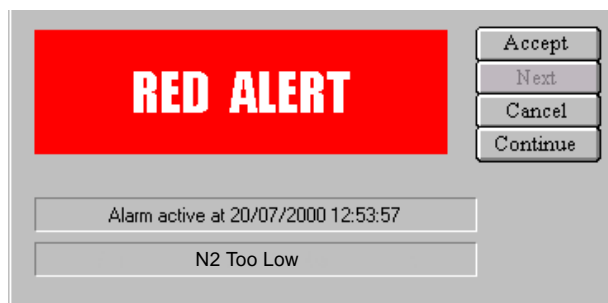 RED ALERT
Accept
Next
Cancel
Continue
Alarm active at 20/07/2000 12:53:57
N2 Too Low